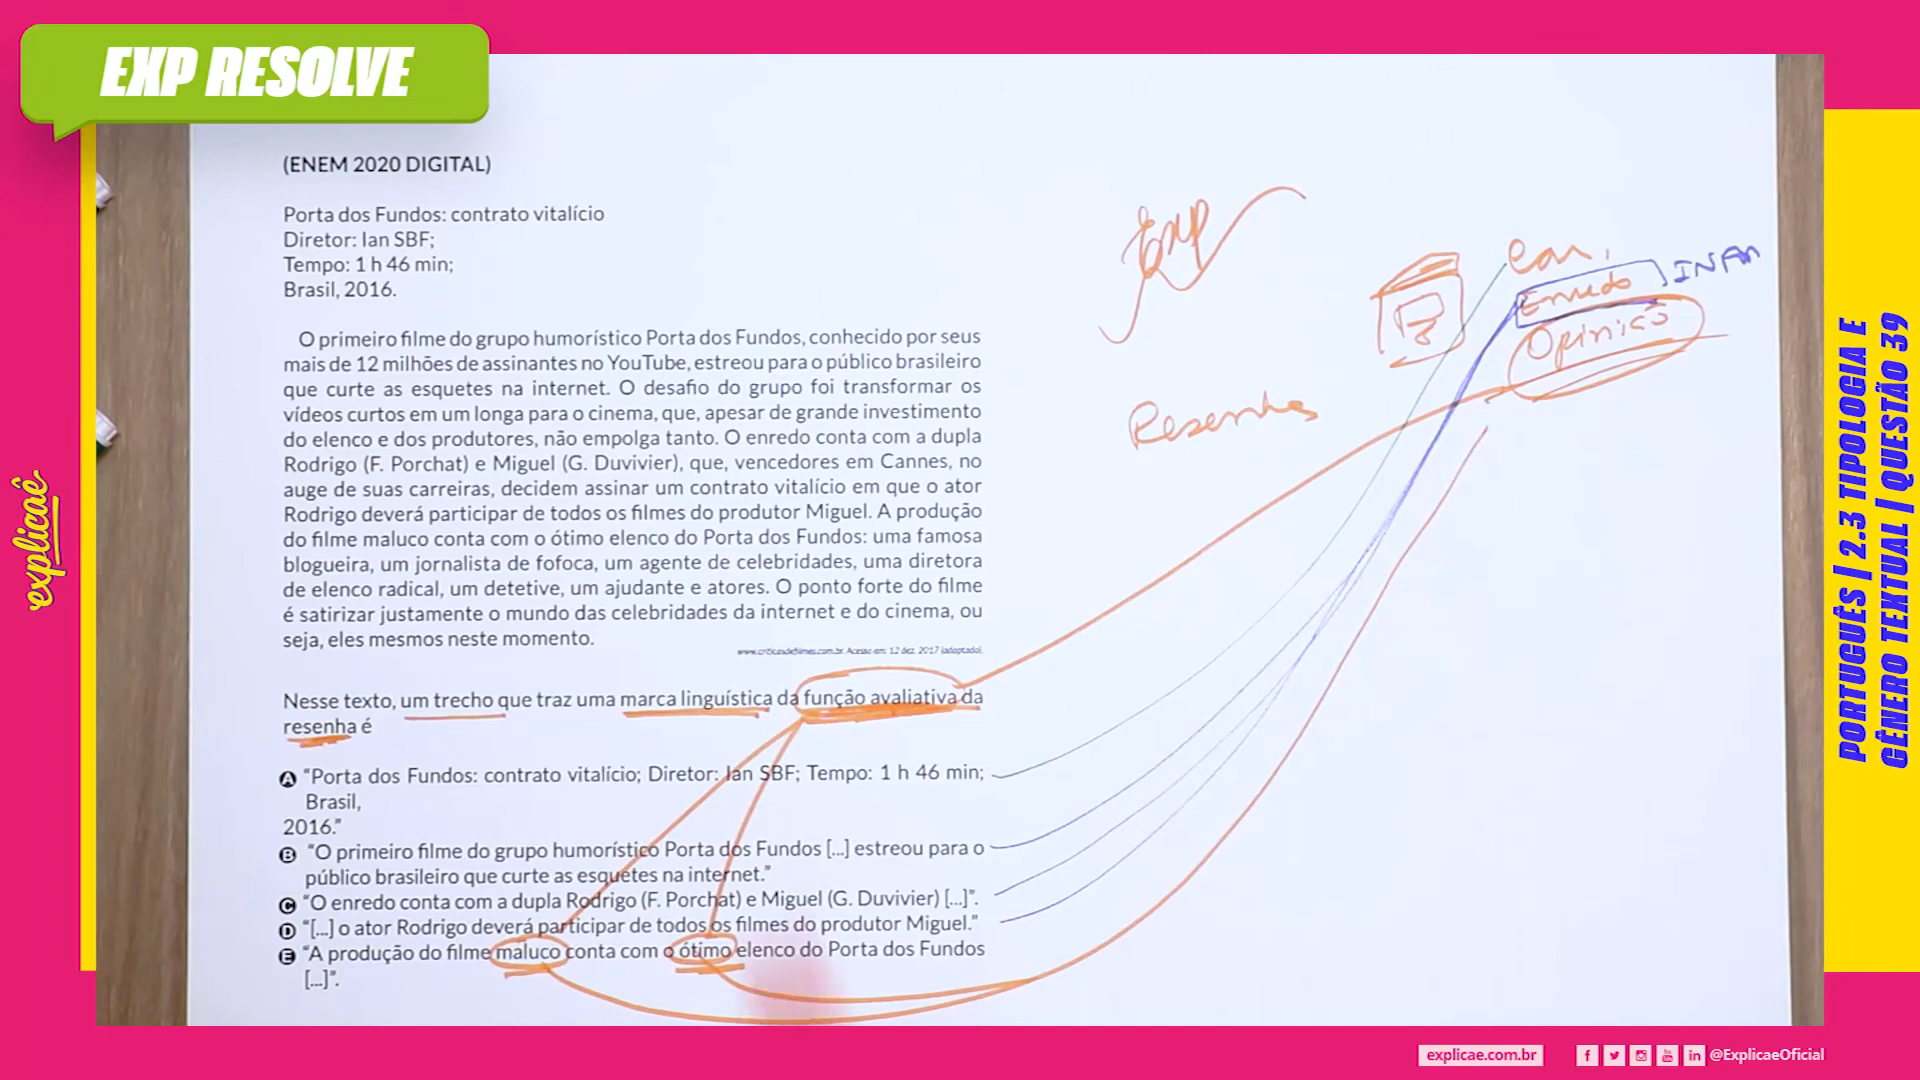 EXP RESOLVE
(ENEM 2020 DIGITAL)
Porta dos Fundos: contrato vitalício
Diretor: Ian SBF;
Tempo: 1 h 46 min;
Brasil, 2016.
O primeiro filme do grupo humorístico Porta dos Fundos, conhecido por seus
mais de 12 milhões de assinantes no YouTube, estreou para o público brasileiro
que curte as esquetes na internet. O desafio do grupo foi transformar os
vídeos curtos em um longa para o cinema, que, apesar de grande investimento
do elenco e dos produtores, não empolga tanto. O enredo conta com a dupla
Rodrigo (F. Porchat) e Miguel (G. Duvivier), que, vencedores em Cannes, no
auge de suas carreiras, decidem assinar um contrato vitalício em que o ator
Rodrigo deverá participar de todos os filmes do produtor Miguel. A produção
do filme maluco conta com o ótimo elenco do Porta dos Fundos: uma famosa
blogueira, um jornalista de fofoca, um agente de celebridades, uma diretora
de elenco radical, um detetive, um ajudante e atores. O ponto forte do filme
é satirizar justamente o mundo das celebridades da internet e do cinema, ou
seja, eles mesmos neste momento.
www.criticasdefilmes.com.br. Acesso em: 12 dez. 2017 (adaptado).
Nesse texto, um trecho que traz uma marca linguística da função avaliativa da
resenha é
A "Porta dos Fundos: contrato vitalício; Diretor: Ian SBF; Tempo: 1 h 46 min;
Brasil,
2016."
B "O primeiro filme do grupo humorístico Porta dos Fundos [...] estreou para o
público brasileiro que curte as esquetes na internet."
C "O enredo conta com a dupla Rodrigo (F. Porchat) e Miguel (G. Duvivier) [...]".
D "[...] o ator Rodrigo deverá participar de todos os filmes do produtor Miguel."
E "A produção do filme maluco conta com o ótimo elenco do Porta dos Fundos
[...]".
Exp
Resenha
Enredo
Opinião
explicaê
PORTUGUÊS | 2.3 TIPOLOGIA E
GÊNERO TEXTUAL | QUESTÃO 39
explicae.com.br
@ExplicaeOficial